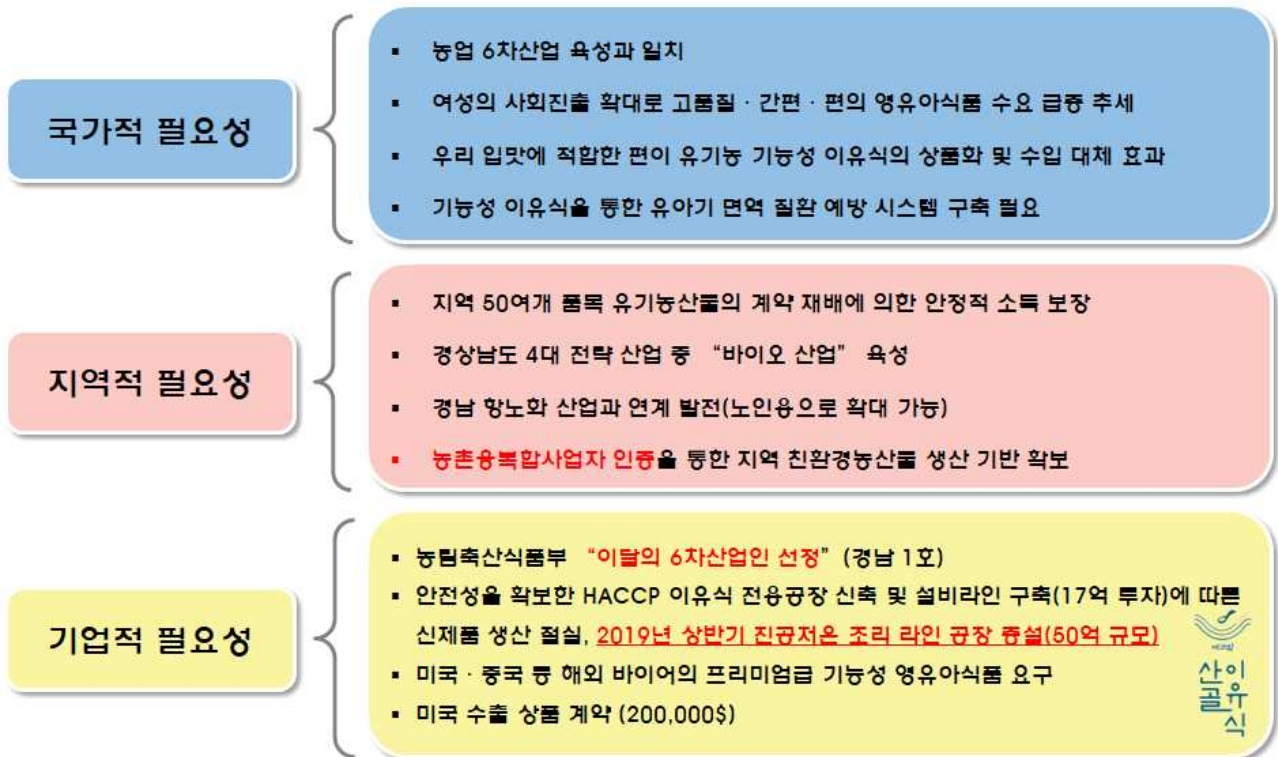 국가적 필요성
▪ 농업 6차산업 육성과 일치
▪ 여성의 사회진출 확대로 고품질 · 간편 · 편의 영유아식품 수요 급증 추세
▪ 우리 입맛에 적합한 편이 유기농 기능성 이유식의 상품화 및 수입 대체 효과
▪ 기능성 이유식을 통한 유아기 면역 질환 예방 시스템 구축 필요
지역적 필요성
▪ 지역 50여개 품목 유기농산물의 계약 재배에 의한 안정적 소득 보장
▪ 경상남도 4대 전략 산업 중 “바이오 산업” 육성
▪ 경남 항노화 산업과 연계 발전(노인용으로 확대 가능)
▪ 농촌융복합사업자 인증을 통한 지역 친환경농산물 생산 기반 확보
기업적 필요성
▪ 농림축산식품부 “이달의 6차산업인 선정” (경남 1호)
▪ 안전성을 확보한 HACCP 이유식 전용공장 신축 및 설비라인 구축(17억 투자)에 따른
신제품 생산 절실, 2019년 상반기 진공저온 조리 라인 공장 증설(50억 규모)
▪ 미국 · 중국 등 해외 바이어의 프리미엄급 기능성 영유아식품 요구
▪ 미국 수출 상품 계약 (200,000$)
산골
이유식